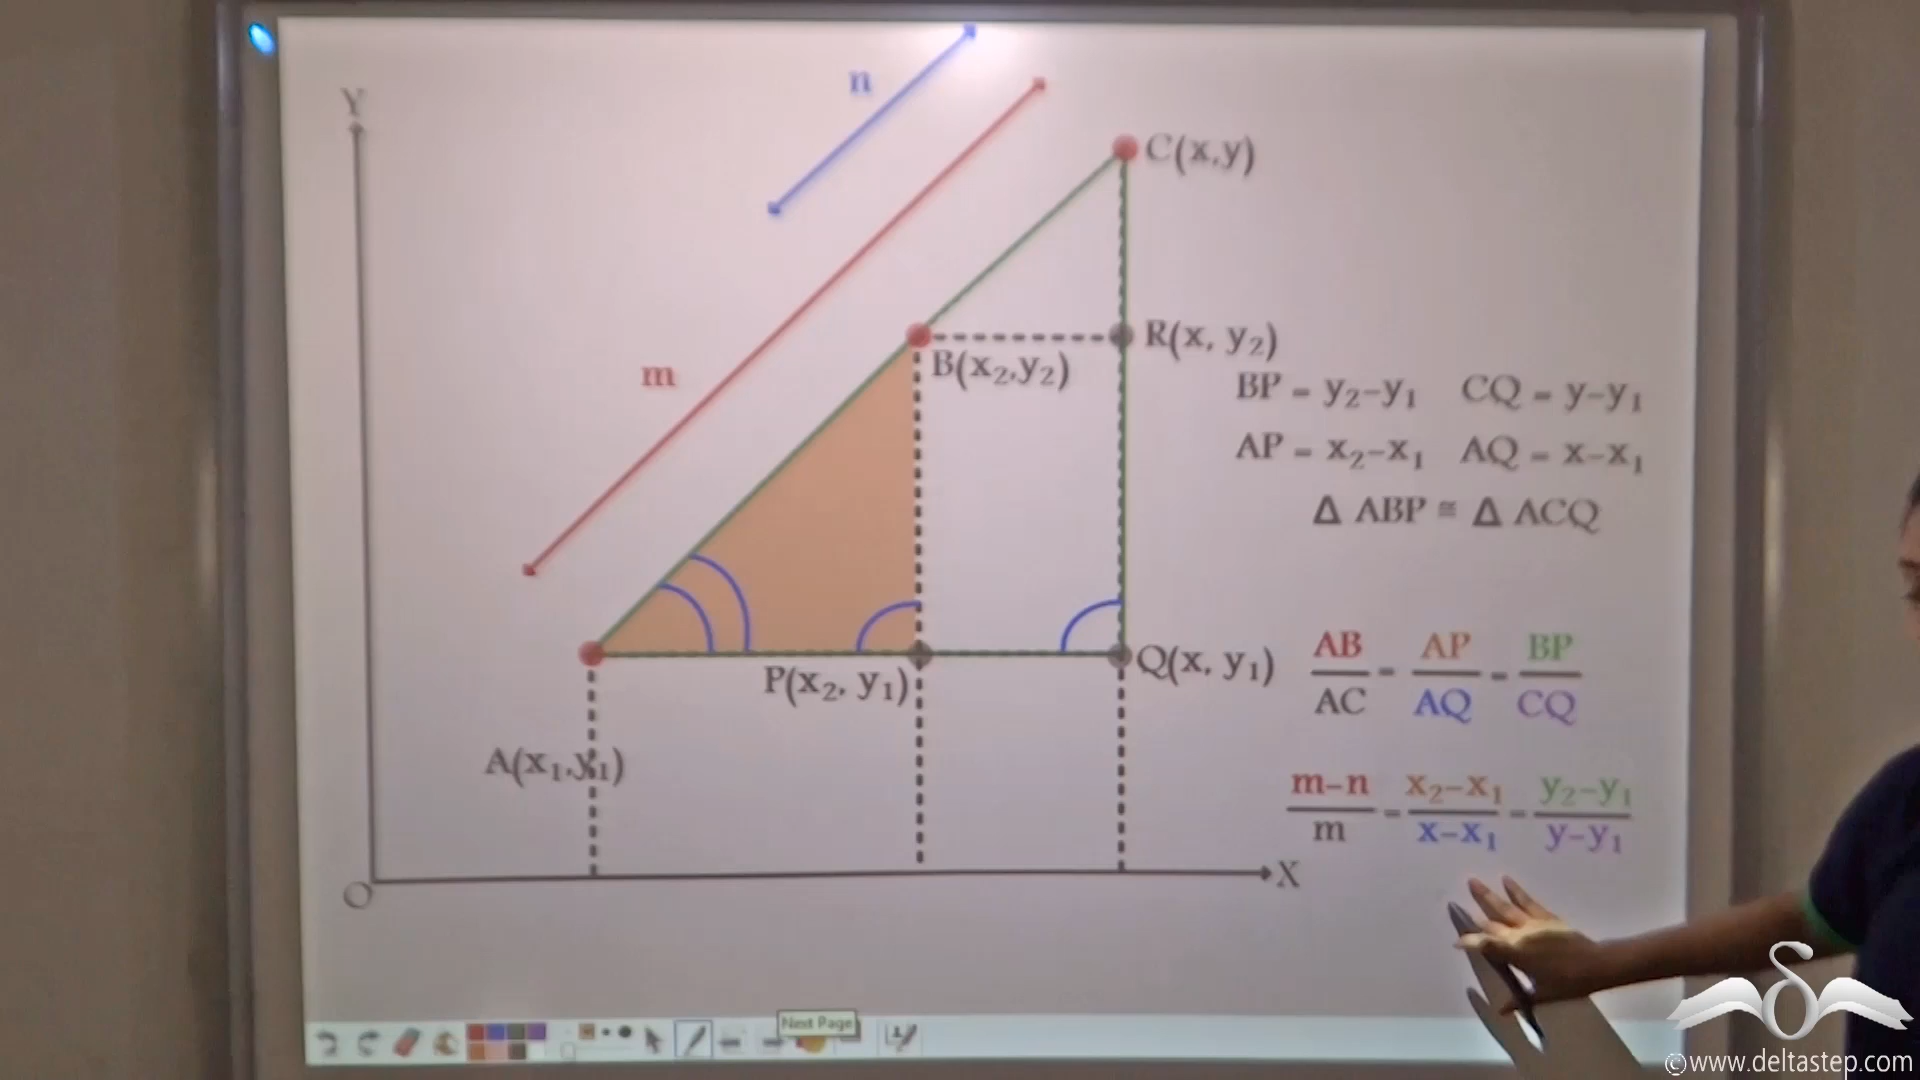 n
Y
C(x,y)
R(x, y₂)
m
B(x₂,y₂)
BP = y₂-y₁ CQ = y-y₁
AP = x₂-x₁ AQ = x-x₁
Δ ABP ≅ Δ ACQ
P(x₂, y₁)
Q(x, y₁)
AB/AC = AP/AQ = BP/CQ
A(x₁,y₁)
m-n/m = x₂-x₁/x-x₁ = y₂-y₁/y-y₁
X
O
Next Page
©www.deltastep.com